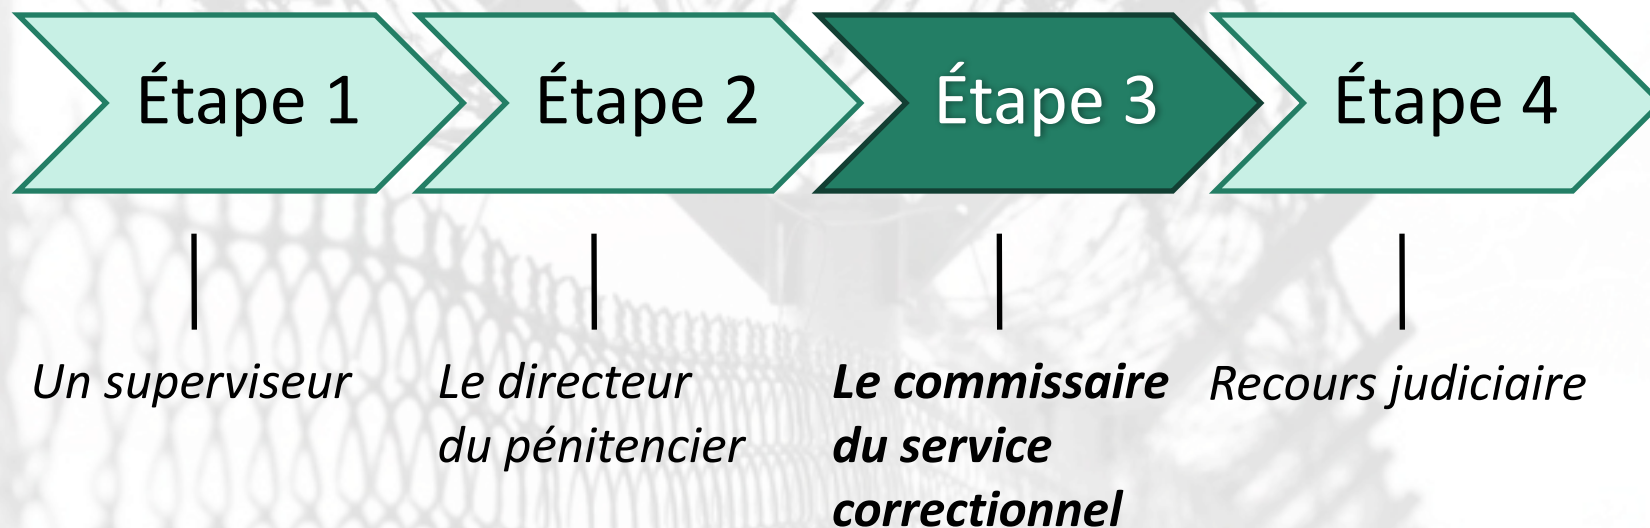 Étape 1
Étape 2
Étape 3
Étape 4
Un superviseur
Le directeur
du pénitencier
Le commissaire
du service
correctionnel
Recours judiciaire